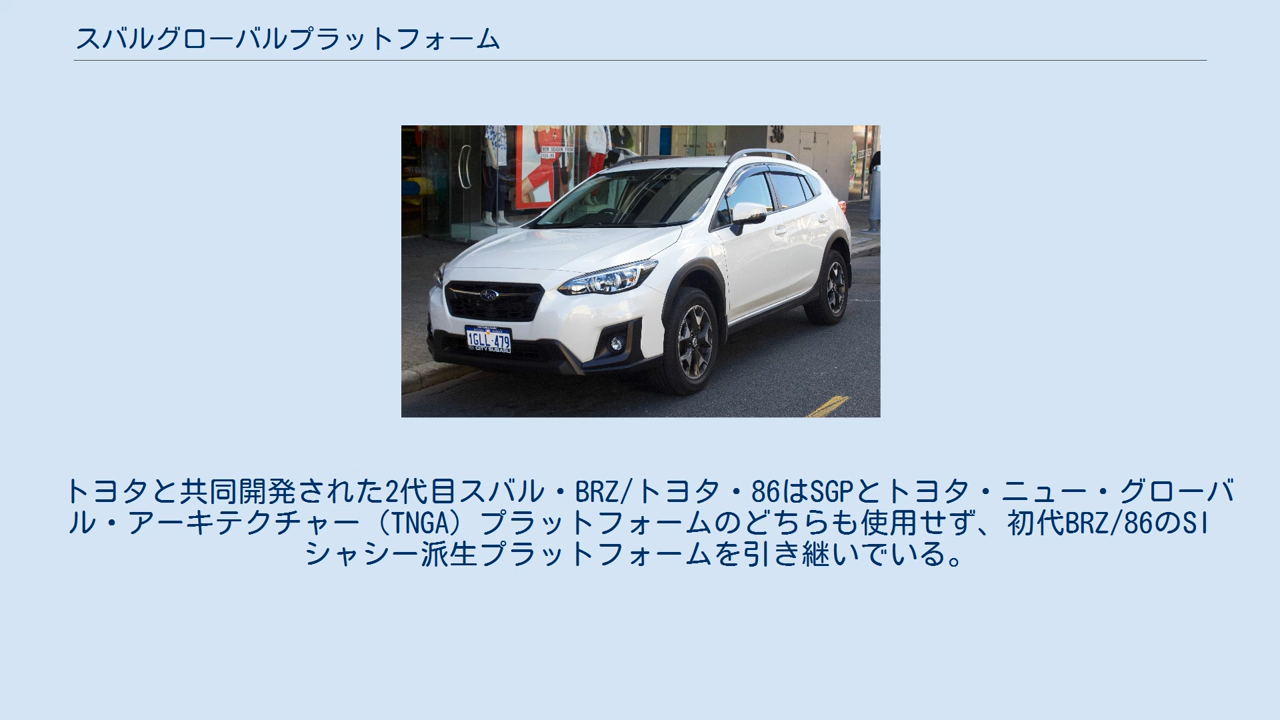 スバルグローバルプラットフォーム
36
1GLL·479
トヨタと共同開発された2代目スバル・BRZ/トヨタ・86はSGPとトヨタ・ニュー・グローバ
ル・アーキテクチャー（TNGA）プラットフォームのどちらも使用せず、初代BRZ/86のSI
シャシー派生プラットフォームを引き継いでいる。